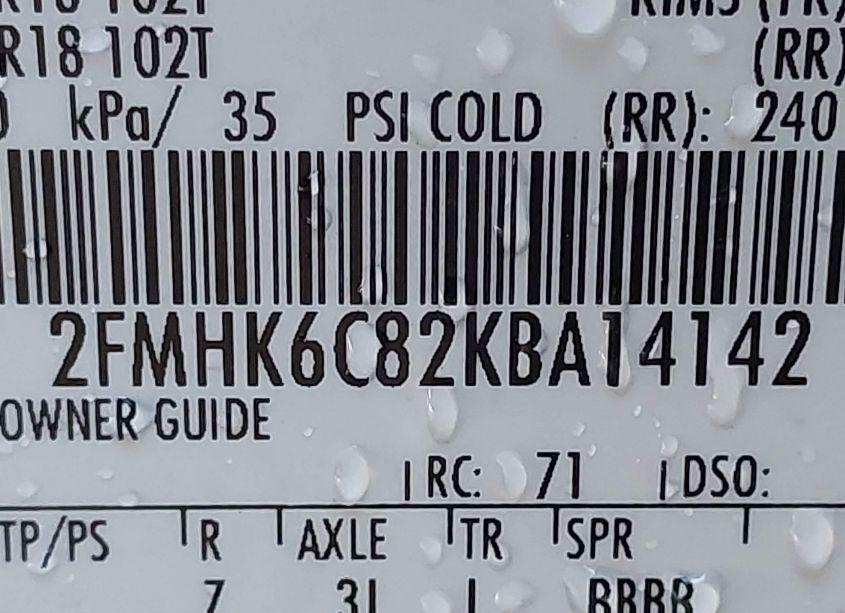 R18 102T (RR)
kPa/ 35 PSI COLD (RR): 240
2FMHK6C82KBA14142
OWNER GUIDE
RC: 71 DSO:
TP/PS R AXLE TR SPR
7